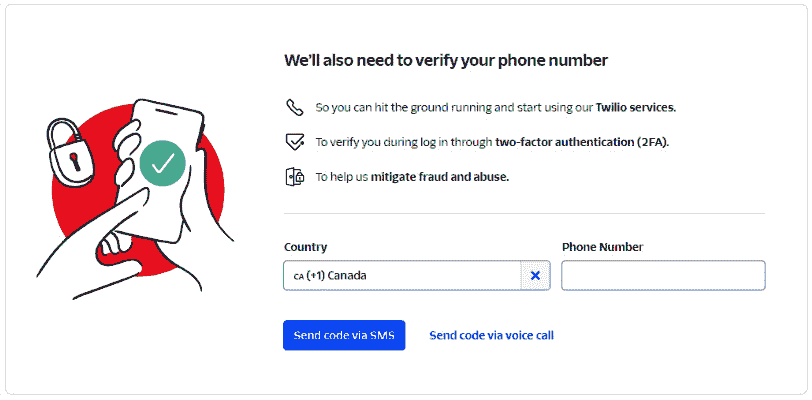 We'll also need to verify your phone number
So you can hit the ground running and start using our Twilio services.
To verify you during log in through two-factor authentication (2FA).
To help us mitigate fraud and abuse.
Country
Phone Number
CA (+1) Canada
Send code via SMS
Send code via voice call